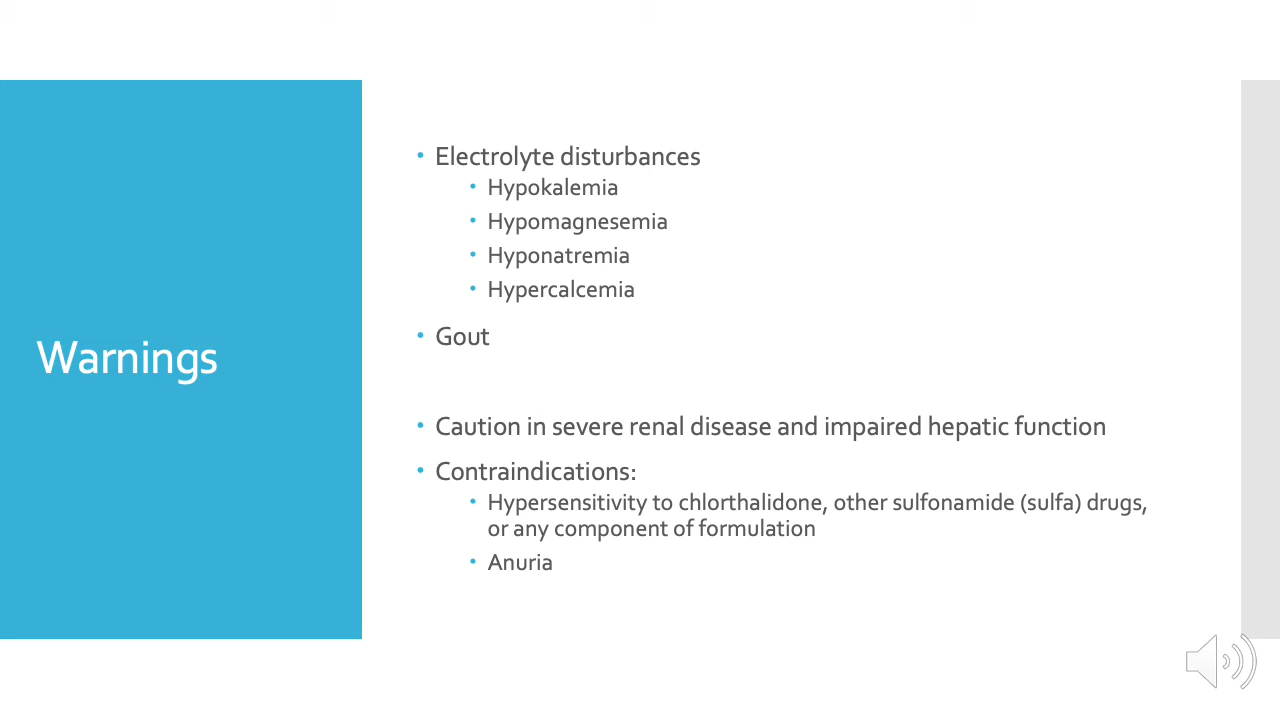 Warnings
• Electrolyte disturbances
• Hypokalemia
• Hypomagnesemia
• Hyponatremia
• Hypercalcemia
• Gout
• Caution in severe renal disease and impaired hepatic function
• Contraindications:
• Hypersensitivity to chlorthalidone, other sulfonamide (sulfa) drugs,
or any component of formulation
• Anuria